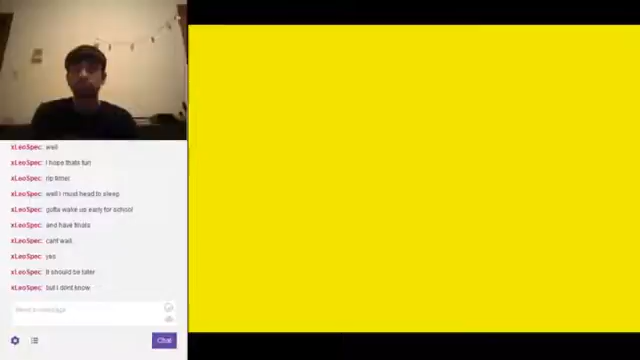 xLeoSpec: well
xLeoSpec: I hope thats fun
xLeoSpec: rip timer
xLeoSpec: well I must head to sleep
xLeoSpec: gotta wake up early for school
xLeoSpec: and have finals
xLeoSpec: cant wait
xLeoSpec: yes
xLeoSpec: It should be later
xLeoSpec: but I dont know
Send a message
Chat